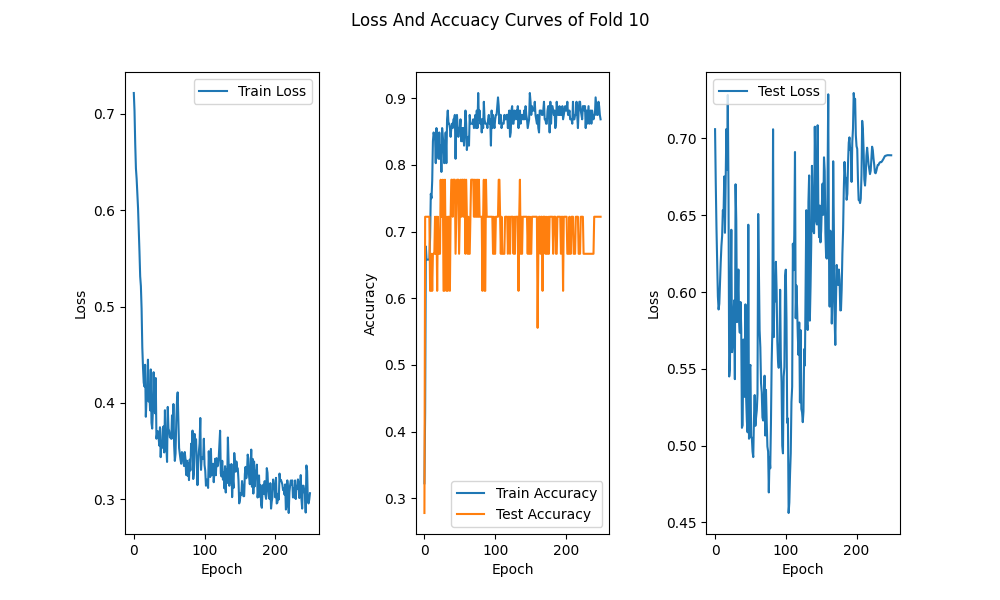 Loss And Accuacy Curves of Fold 10
Train Loss
0.7
0.6
0.5
0.4
0.3
Loss
0
100
200
Epoch
0.9
0.8
0.7
0.6
0.5
0.4
0.3
Accuracy
Train Accuracy
Test Accuracy
0
100
200
Epoch
Test Loss
0.70
0.65
0.60
0.55
0.50
0.45
Loss
0
100
200
Epoch